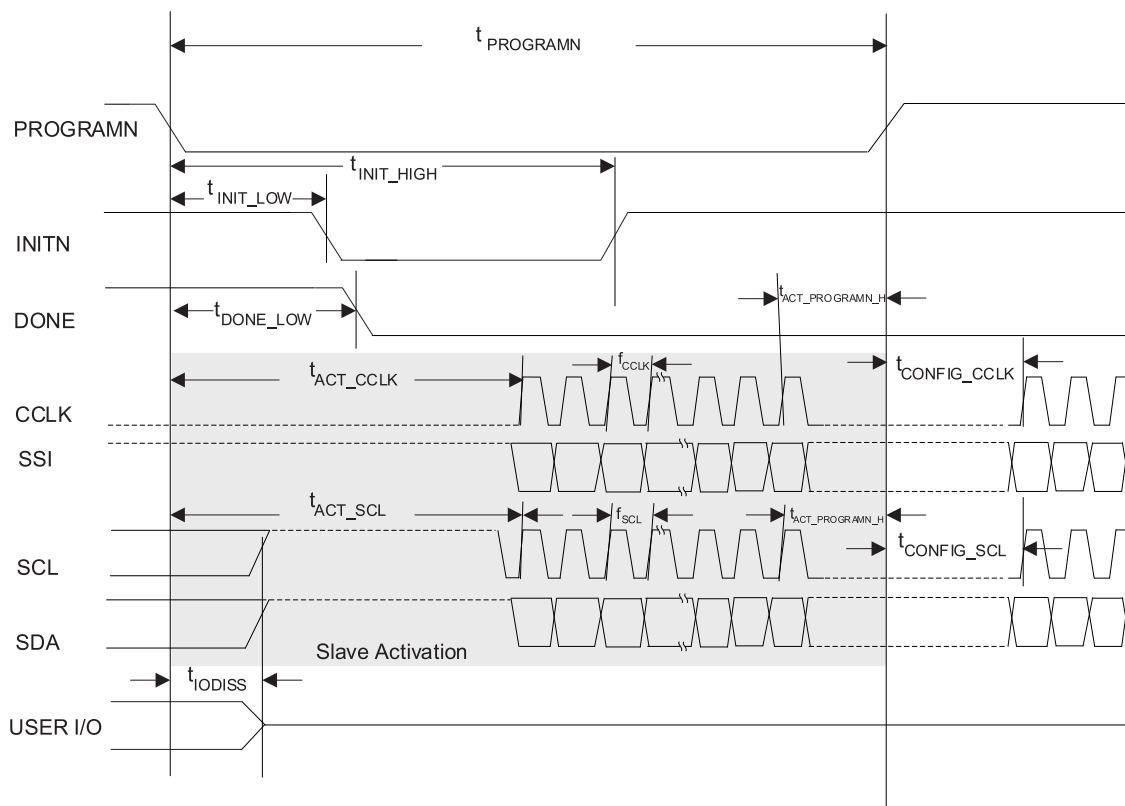 t PROGRAMN
PROGRAMN
t INIT_HIGH
t INIT_LOW
INITN
t ACT_PROGRAMN_H
t DONE_LOW
DONE
t ACT_CCLK
f CCLK
t CONFIG_CCLK
CCLK
SSI
t ACT_SCL
f SCL
t ACT_PROGRAMN_H
t CONFIG_SCL
SCL
SDA
Slave Activation
t IODISS
USER I/O